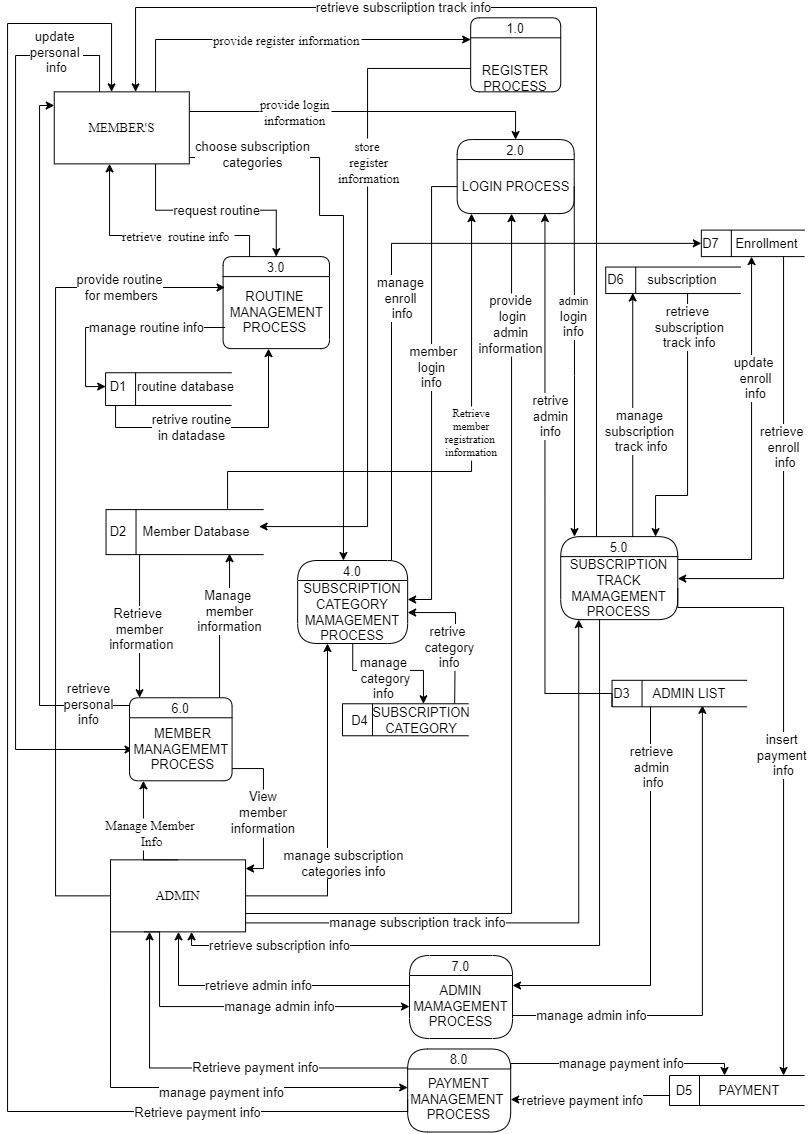 retrieve subscriiption track info
1.0
REGISTER
PROCESS
update
personal
info
provide register information
MEMBER'S
provide login
information
choose subscription
categories
store
register
information
2.0
LOGIN PROCESS
request routine
retrieve routine info
D7
Enrollment
3.0
ROUTINE
MANAGEMENT
PROCESS
D6
subscription
provide routine
for members
manage
enroll
info
provide
login
admin
information
admin
login
info
retrieve
subscription
track info
manage routine info
member
login
info
update
enroll
info
D1
routine database
retrive routine
in datadase
Retrieve
member
registration
information
retrive
admin
info
manage
subscription
track info
retrieve
enroll
info
D2
Member Database
5.0
SUBSCRIPTION
TRACK
MANAGEMENT
PROCESS
4.0
SUBSCRIPTION
CATEGORY
MANAGEMENT
PROCESS
Retrieve
member
information
Manage
member
information
retrive
category
info
manage
category
info
retrieve
personal
info
6.0
MEMBER
MANAGEMEMT
PROCESS
D4
SUBSCRIPTION
CATEGORY
D3
ADMIN LIST
retrieve
admin
info
insert
payment
info
View
member
information
Manage Member
Info
manage subscription
categories info
ADMIN
manage subscription track info
retrieve subscription info
7.0
ADMIN
MAMAGEMENT
PROCESS
retrieve admin info
manage admin info
manage admin info
8.0
PAYMENT
MANAGEMENT
PROCESS
Retrieve payment info
manage payment info
manage payment info
Retrieve payment info
retrieve payment info
D5
PAYMENT